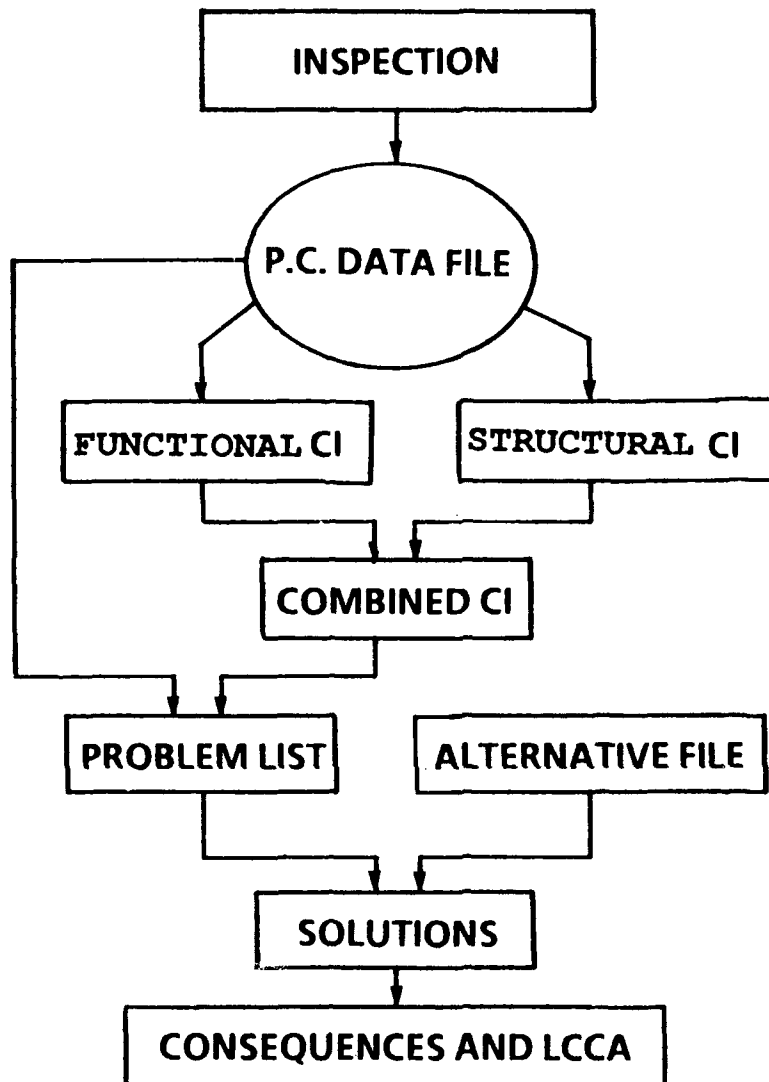 INSPECTION
P.C. DATA FILE
FUNCTIONAL CI
STRUCTURAL CI
COMBINED CI
PROBLEM LIST
ALTERNATIVE FILE
SOLUTIONS
CONSEQUENCES AND LCCA